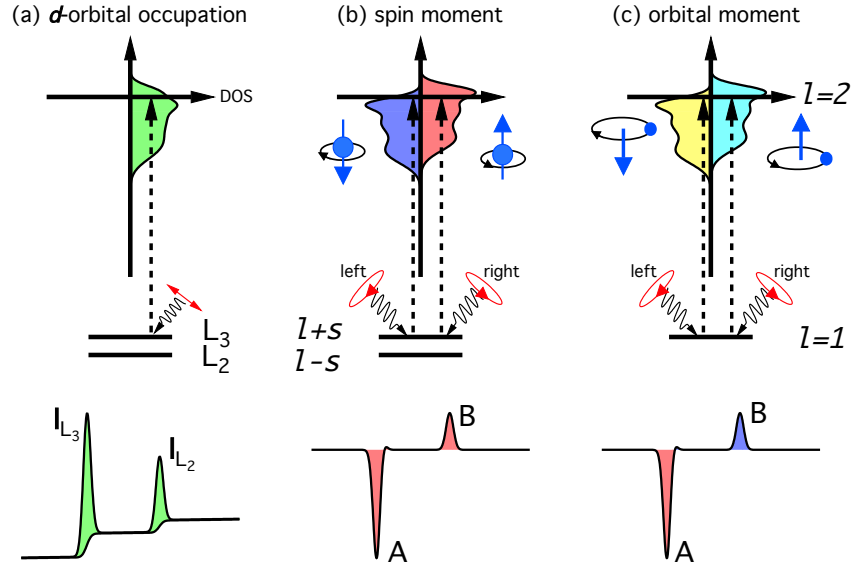 (a) d-orbital occupation
(b) spin moment
(c) orbital moment
DOS
l=2
left
right
left
right
L3
L2
l+s
l-s
l=1
IL3
IL2
B
A
B
A